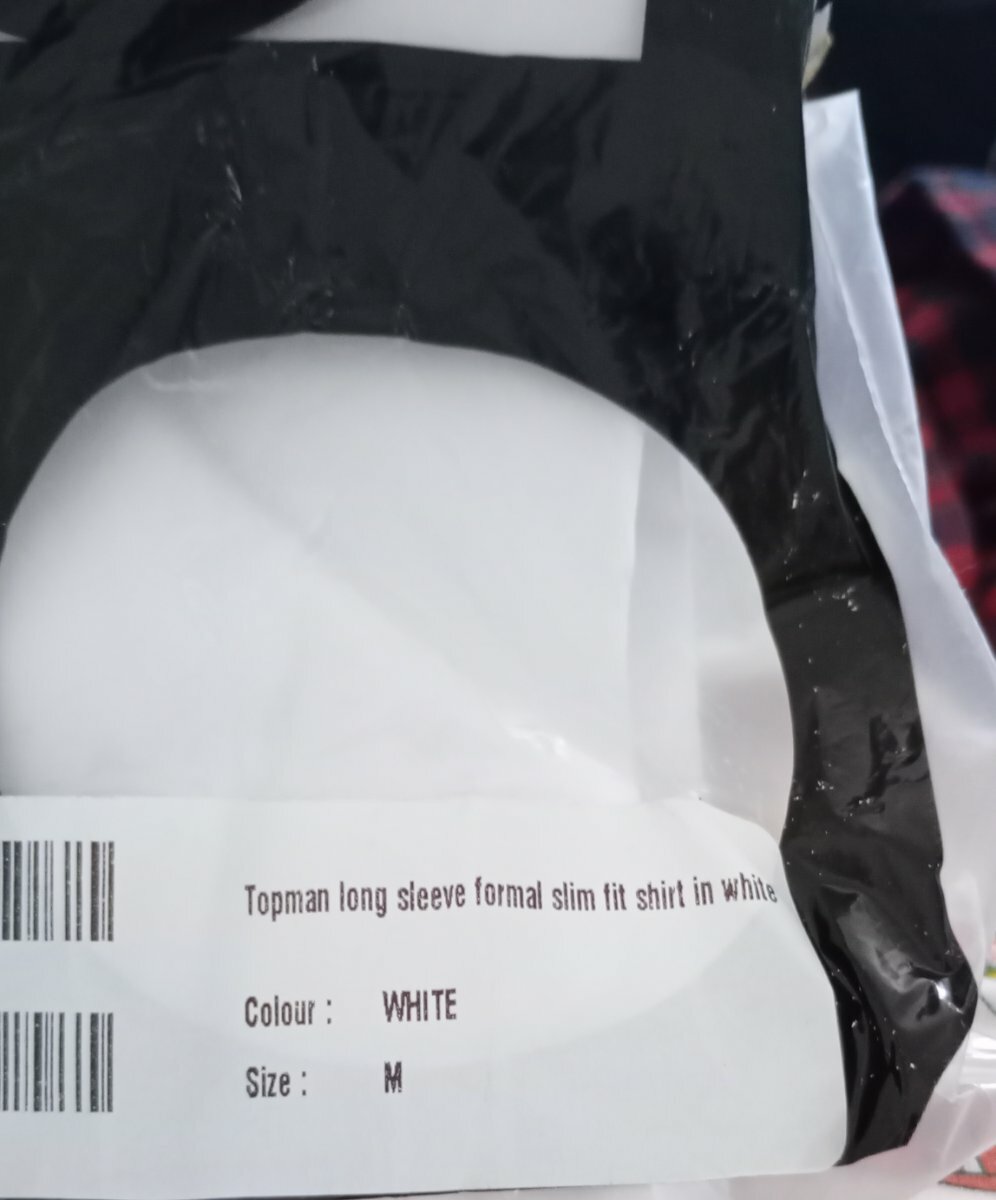 Topman long sleeve formal slim fit shirt in white
Colour : WHITE
Size : M